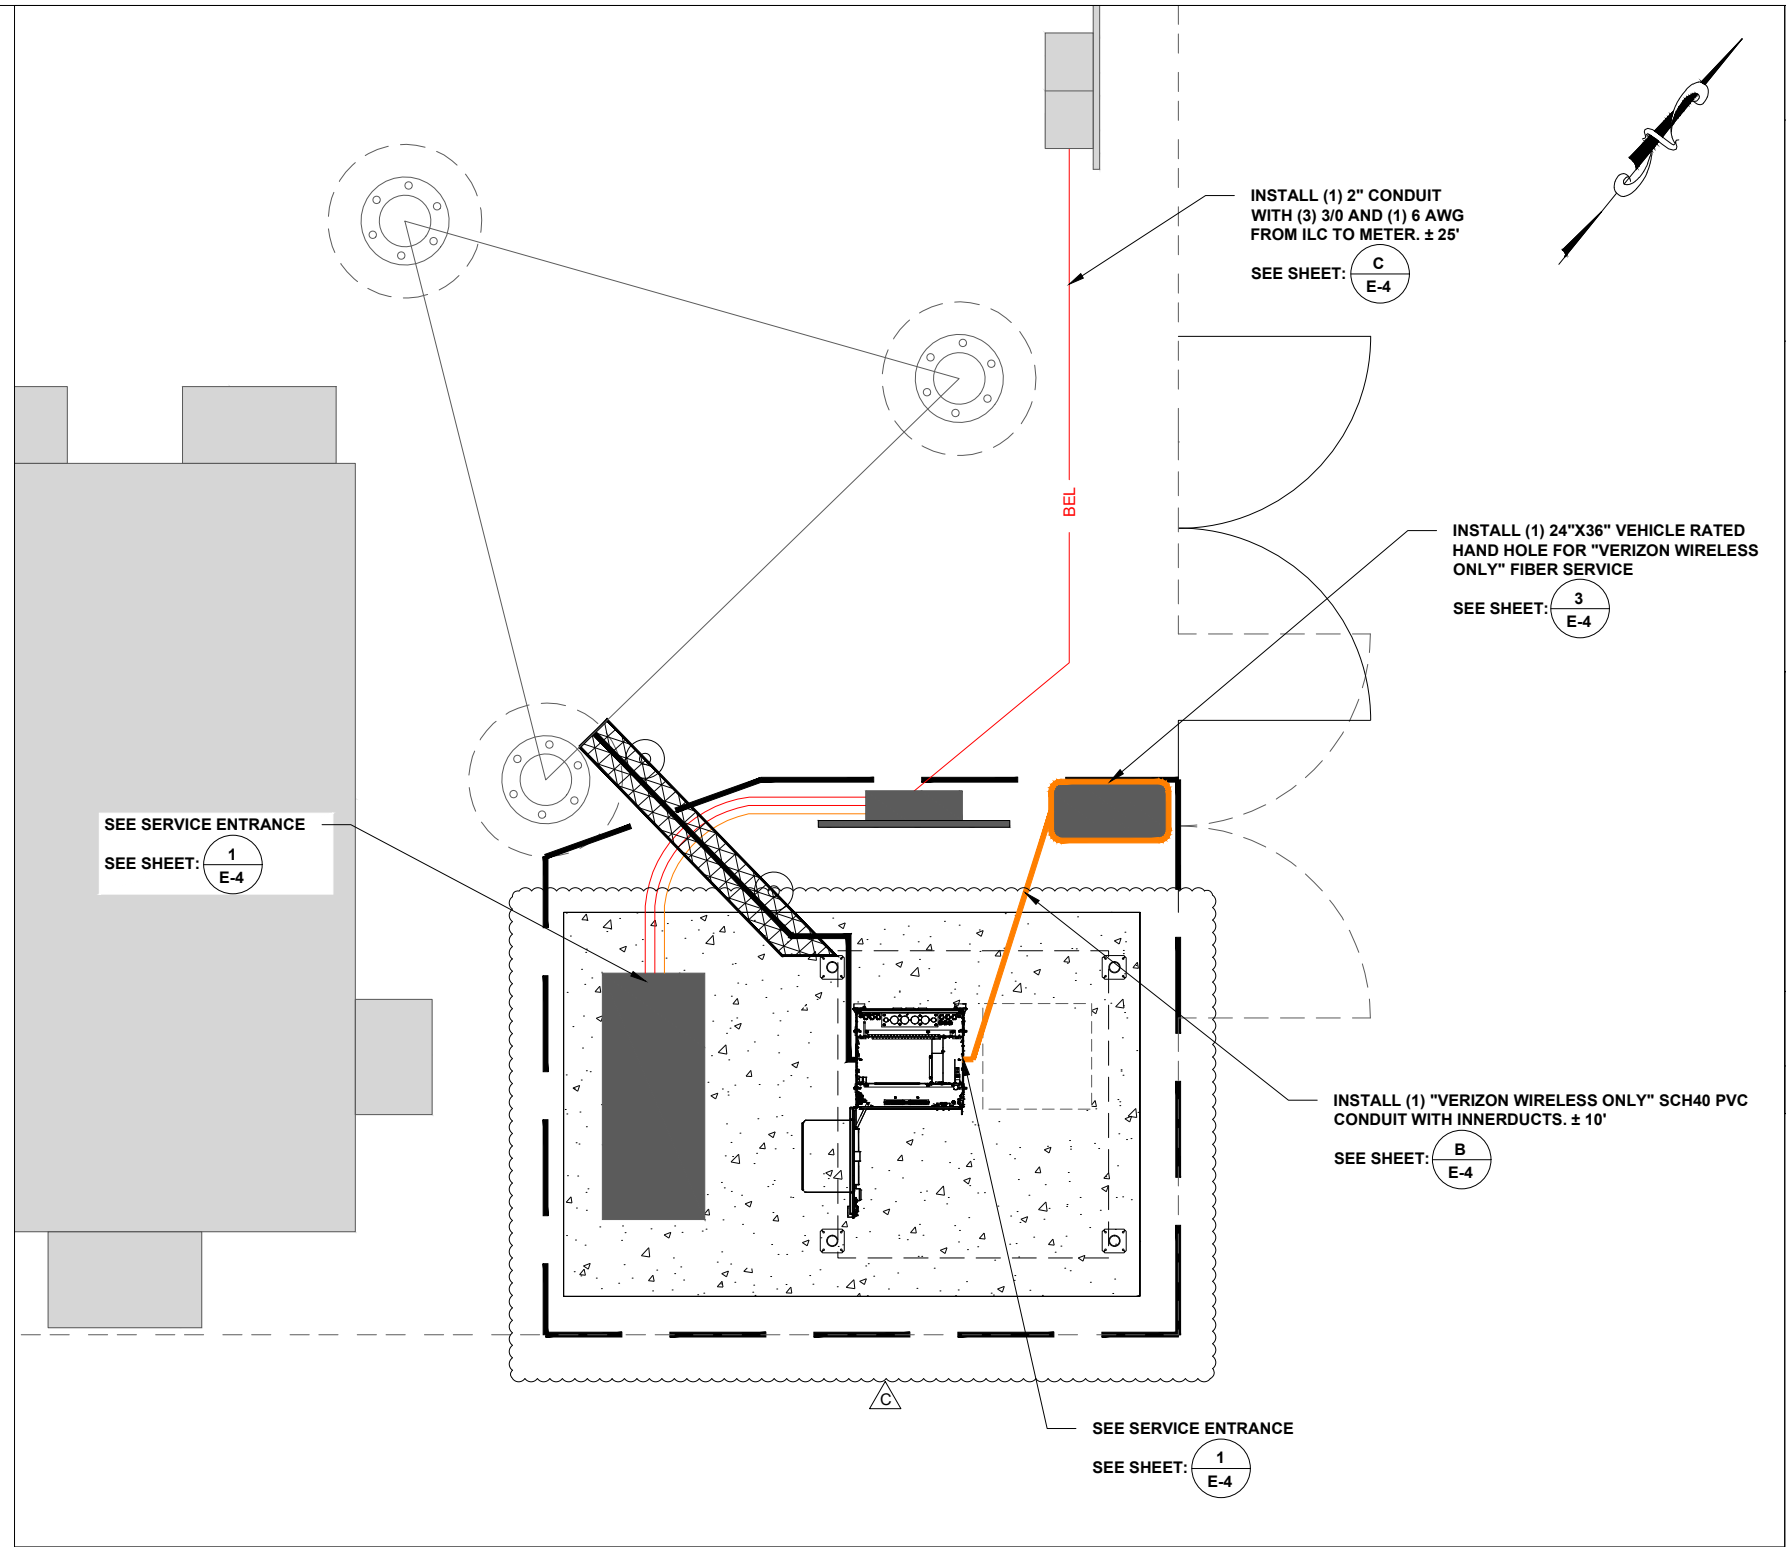 INSTALL (1) 2" CONDUIT
WITH (3) 3/0 AND (1) 6 AWG
FROM ILC TO METER. ± 25'
SEE SHEET: C
E-4
BEL
INSTALL (1) 24"X36" VEHICLE RATED
HAND HOLE FOR "VERIZON WIRELESS
ONLY" FIBER SERVICE
SEE SHEET: 3
E-4
SEE SERVICE ENTRANCE
SEE SHEET: 1
E-4
INSTALL (1) "VERIZON WIRELESS ONLY" SCH40 PVC
CONDUIT WITH INNERDUCTS. ± 10'
SEE SHEET: B
E-4
C
SEE SERVICE ENTRANCE
SEE SHEET: 1
E-4